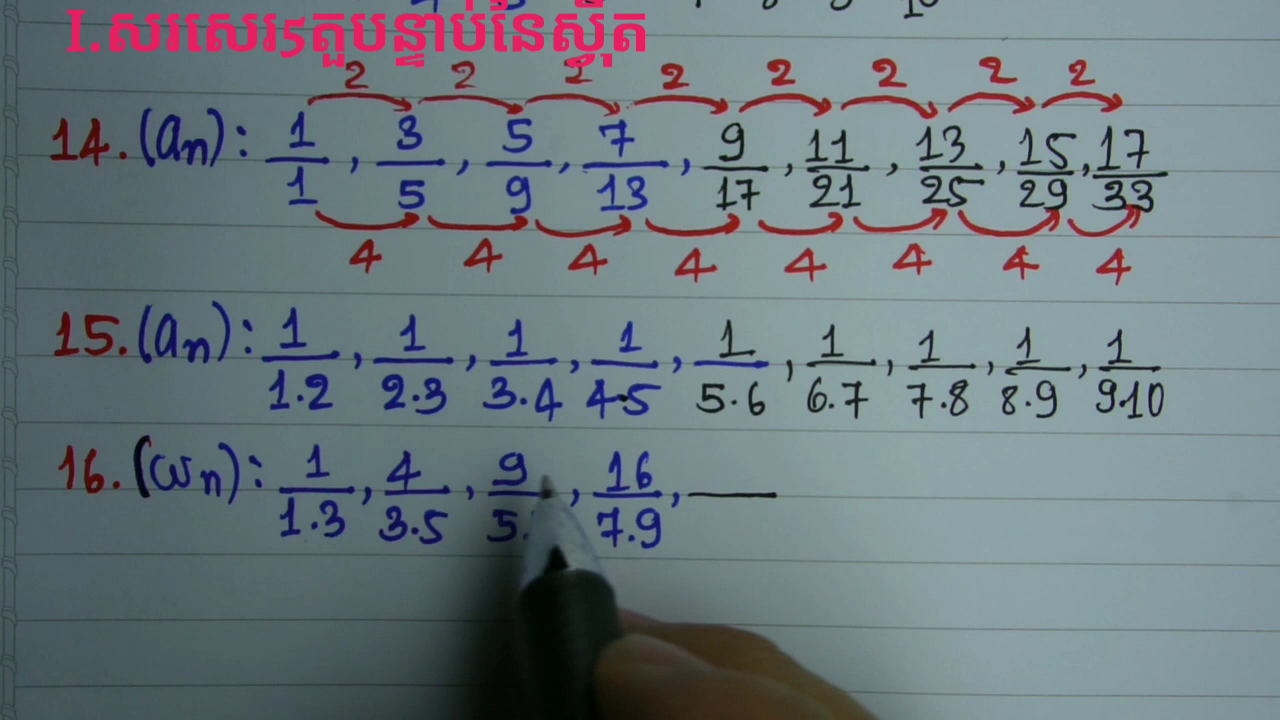 I.សរសេរ5តួបន្ទាប់នៃស្វ៊ីត
2 2 2 2 2 2 2 2
14. (an): 1/1, 3/5, 5/9, 7/13, 9/17, 11/21, 13/25, 15/29, 17/33
4 4 4 4 4 4 4 4
15. (an): 1/1.2, 1/2.3, 1/3.4, 1/4.5, 1/5.6, 1/6.7, 1/7.8, 1/8.9, 1/9.10
16. (wn): 1/1.3, 4/3.5, 9/5., 16/7.9,